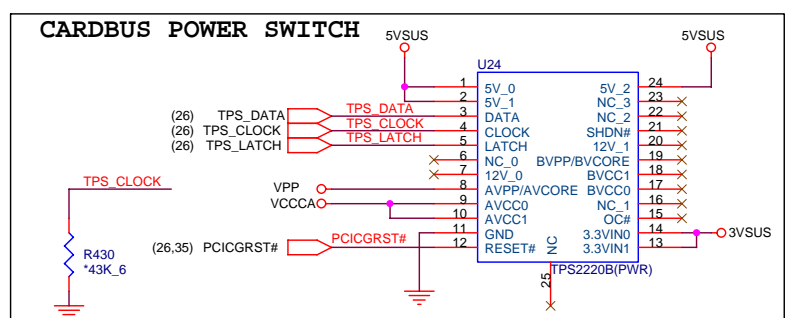 CARDBUS POWER SWITCH
5VSUS
5VSUS
U24
1 5V_0 5V_2 24
2 5V_1 NC_3 23
(26) TPS_DATA TPS_DATA 3 DATA NC_2 22
(26) TPS_CLOCK TPS_CLOCK 4 CLOCK SHDN# 21
(26) TPS_LATCH TPS_LATCH 5 LATCH 12V_1 20
6 NC_0 BVPP/BVCORE 19
7 12V_0 BVCC1 18
VPP 8 AVPP/AVCORE BVCC0 17
VCCCA 9 AVCC0 NC_1 16
10 AVCC1 OC# 15
11 GND 3.3VIN0 14 3VSUS
(26,35) PCICGRST# PCICGRST# 12 RESET# 3.3VIN1 13
NC
25
TPS2220B(PWR)
TPS_CLOCK
R430
*43K_6